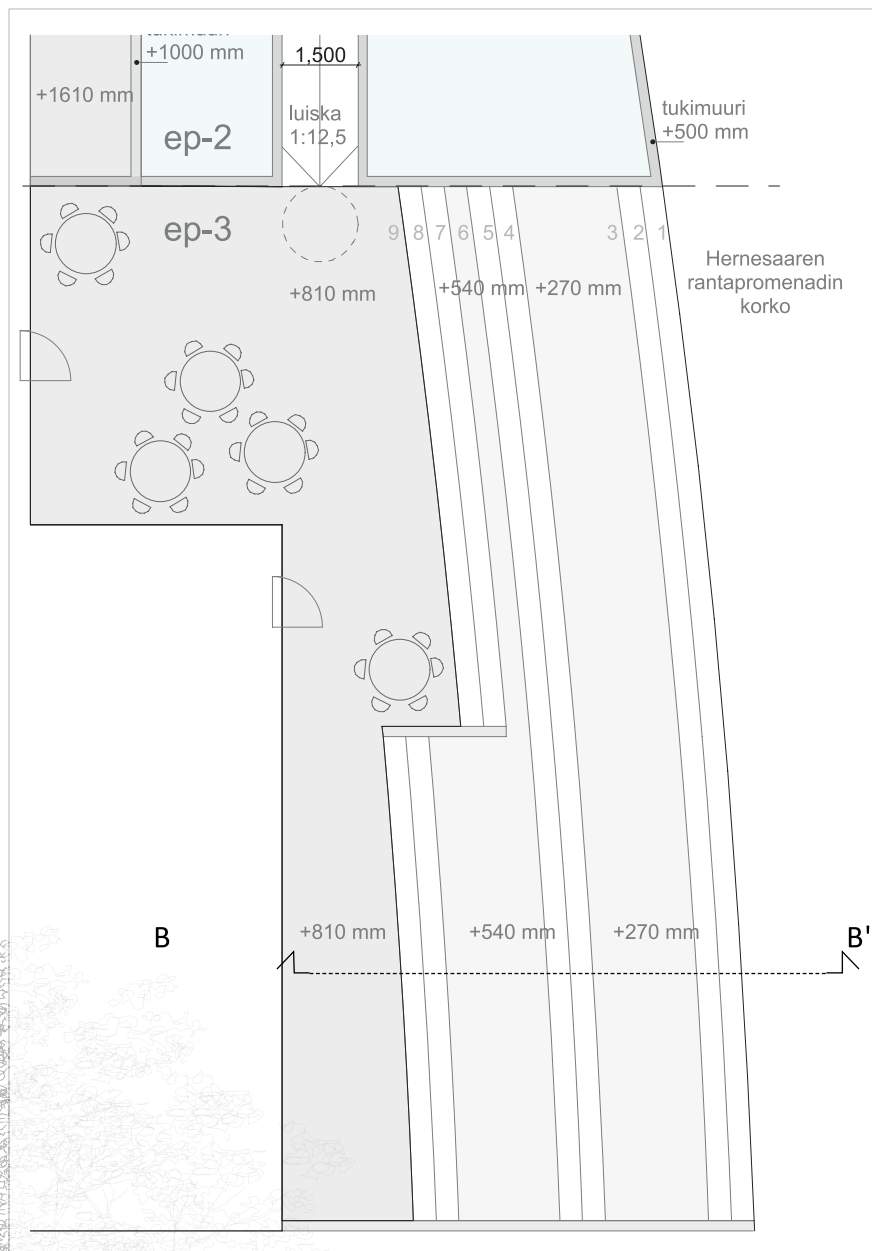 +1000 mm
1,500
+1610 mm
luiska
1:12,5
tukimuuri
+500 mm
ep-2
ep-3
9 8 7 6 5 4 3 2 1
+810 mm
+540 mm
+270 mm
Hernesaaren
rantapromenadin
korko
B
+810 mm
+540 mm
+270 mm
B'